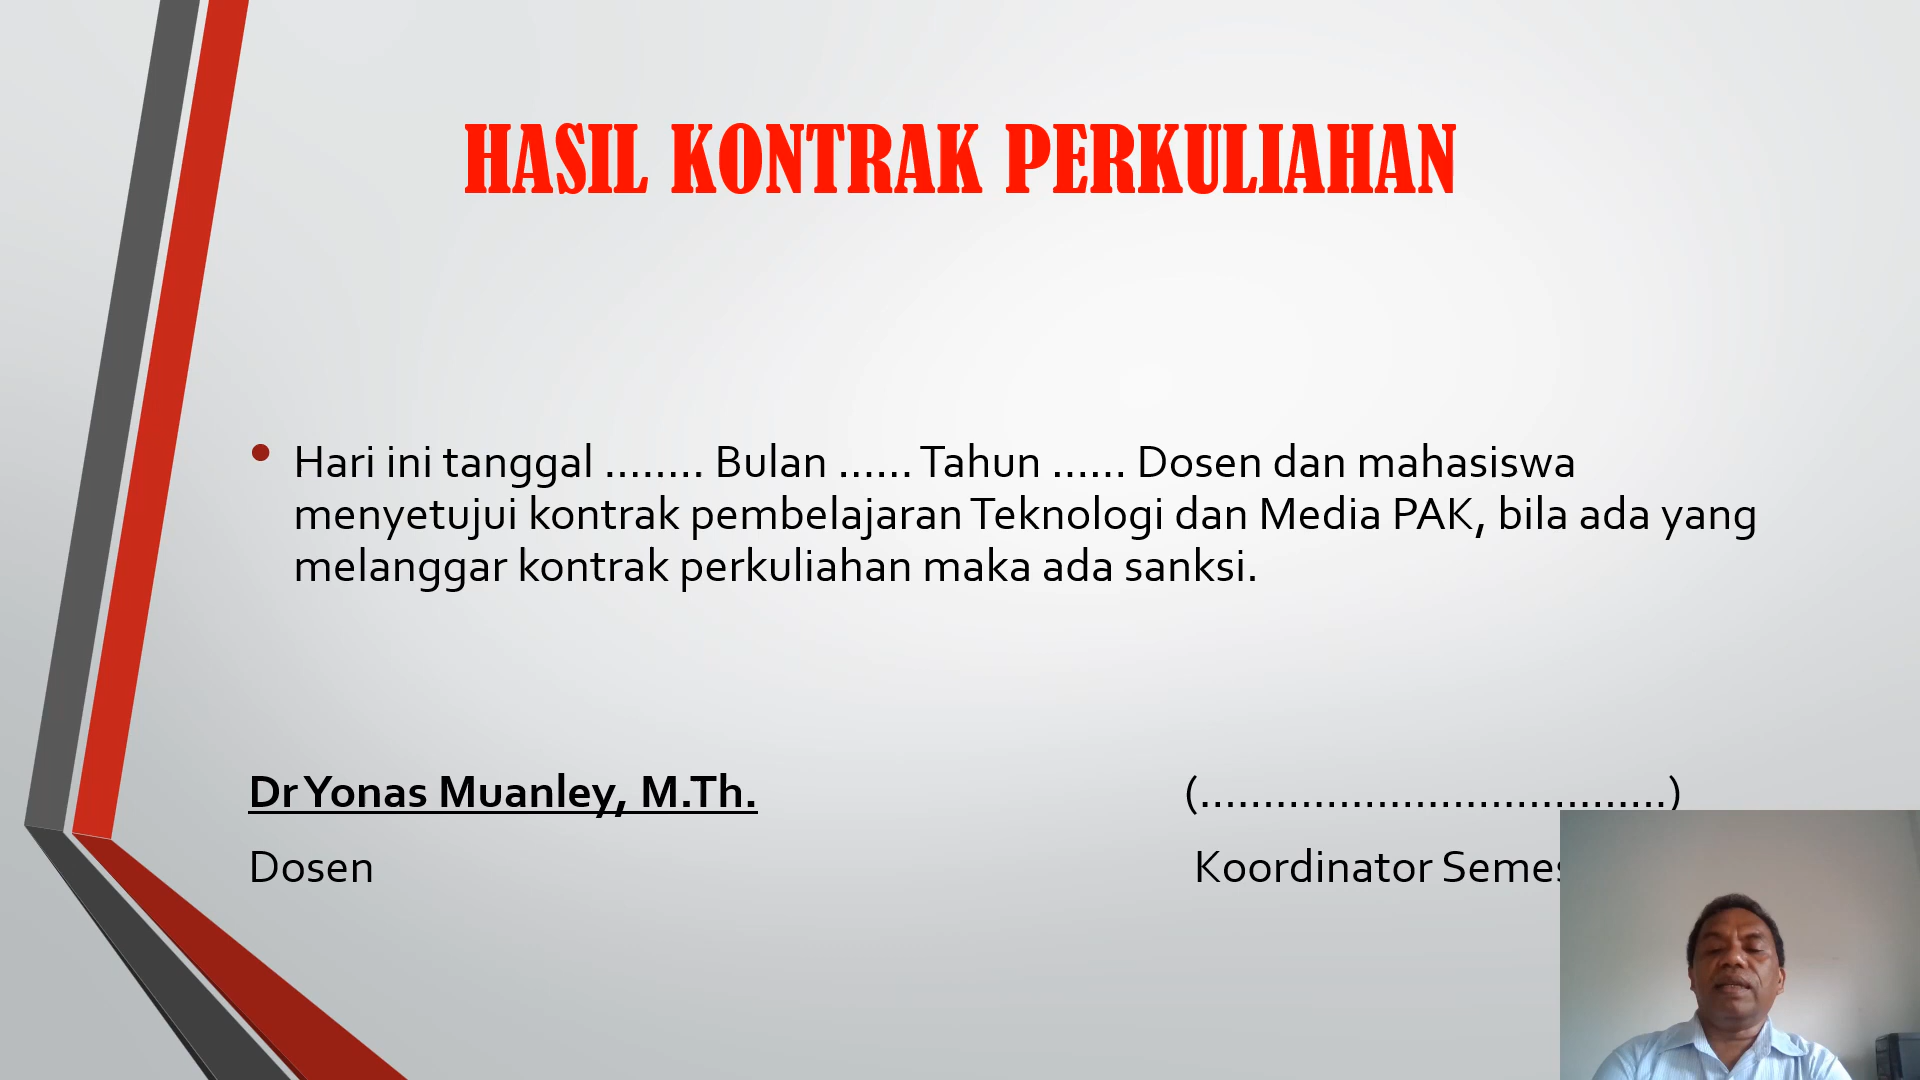 HASIL KONTRAK PERKULIAHAN
• Hari ini tanggal ........ Bulan ...... Tahun ...... Dosen dan mahasiswa
menyetujui kontrak pembelajaran Teknologi dan Media PAK, bila ada yang
melanggar kontrak perkuliahan maka ada sanksi.
Dr Yonas Muanley, M.Th. (.....................................)
Dosen Koordinator